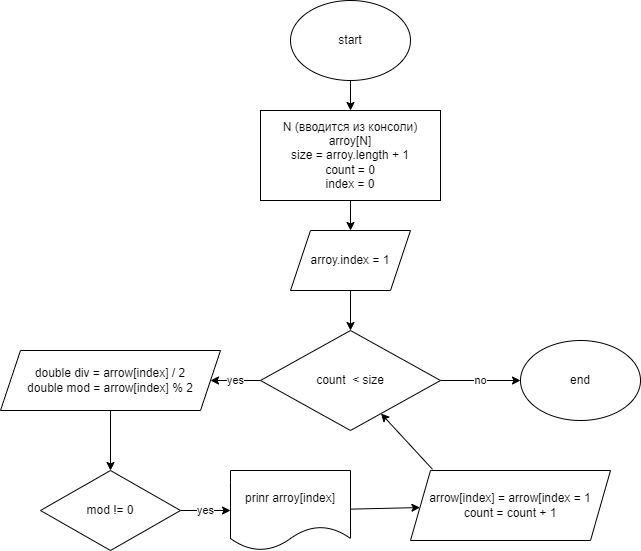 start
N (вводится из консоли)
arroy[N]
size = arroy.length + 1
count = 0
index = 0
arroy.index = 1
double div = arrow[index] / 2
double mod = arrow[index] % 2
yes
count < size
no
end
mod != 0
yes
prinr arroy[index]
arrow[index] = arrow[index = 1
count = count + 1